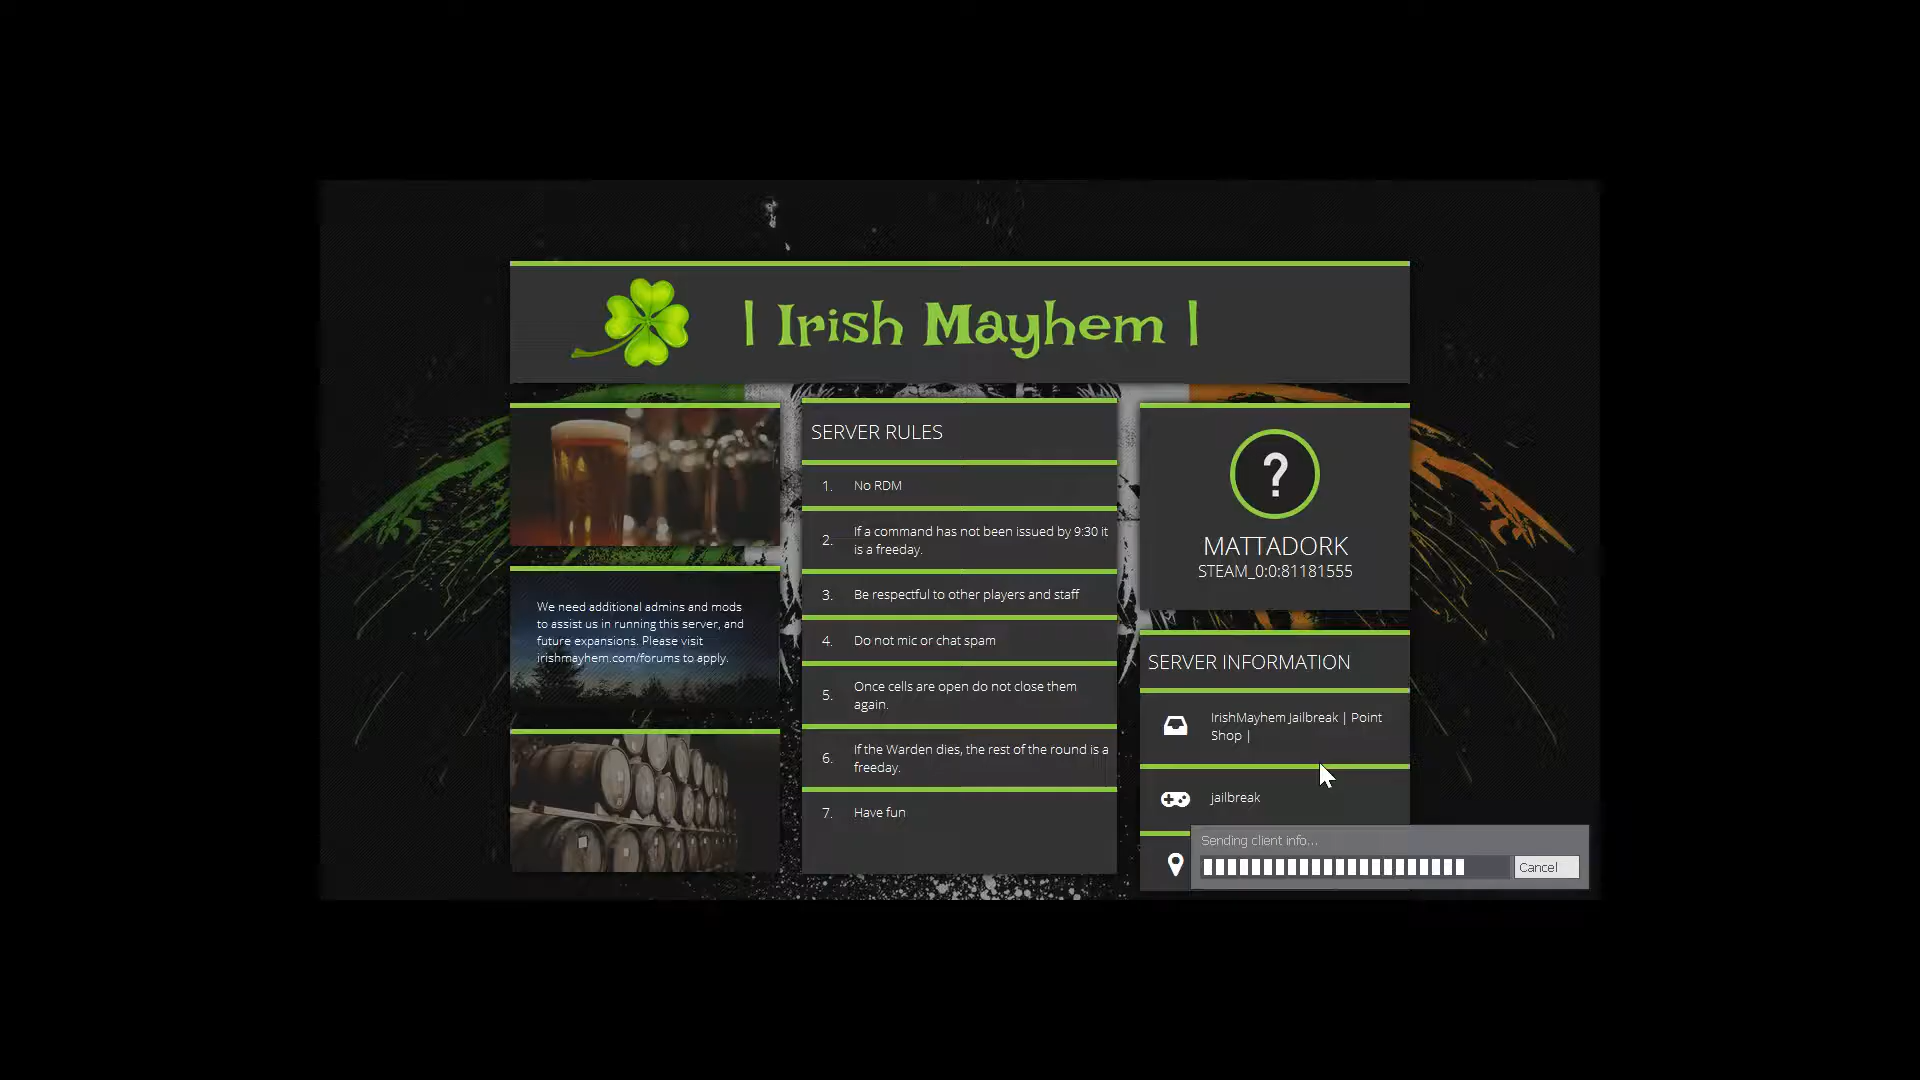 | Irish Mayhem |
We need additional admins and mods
to assist us in running this server, and
future expansions. Please visit
irishmayhem.com/forums to apply.
SERVER RULES
1. No RDM
2. If a command has not been issued by 9:30 it
is a freeday.
3. Be respectful to other players and staff
4. Do not mic or chat spam
5. Once cells are open do not close them
again.
6. If the Warden dies, the rest of the round is a
freeday.
7. Have fun
?
MATTADORK
STEAM_0:0:81181555
SERVER INFORMATION
IrishMayhem Jailbreak | Point
Shop |
jailbreak
Sending client info...
Cancel